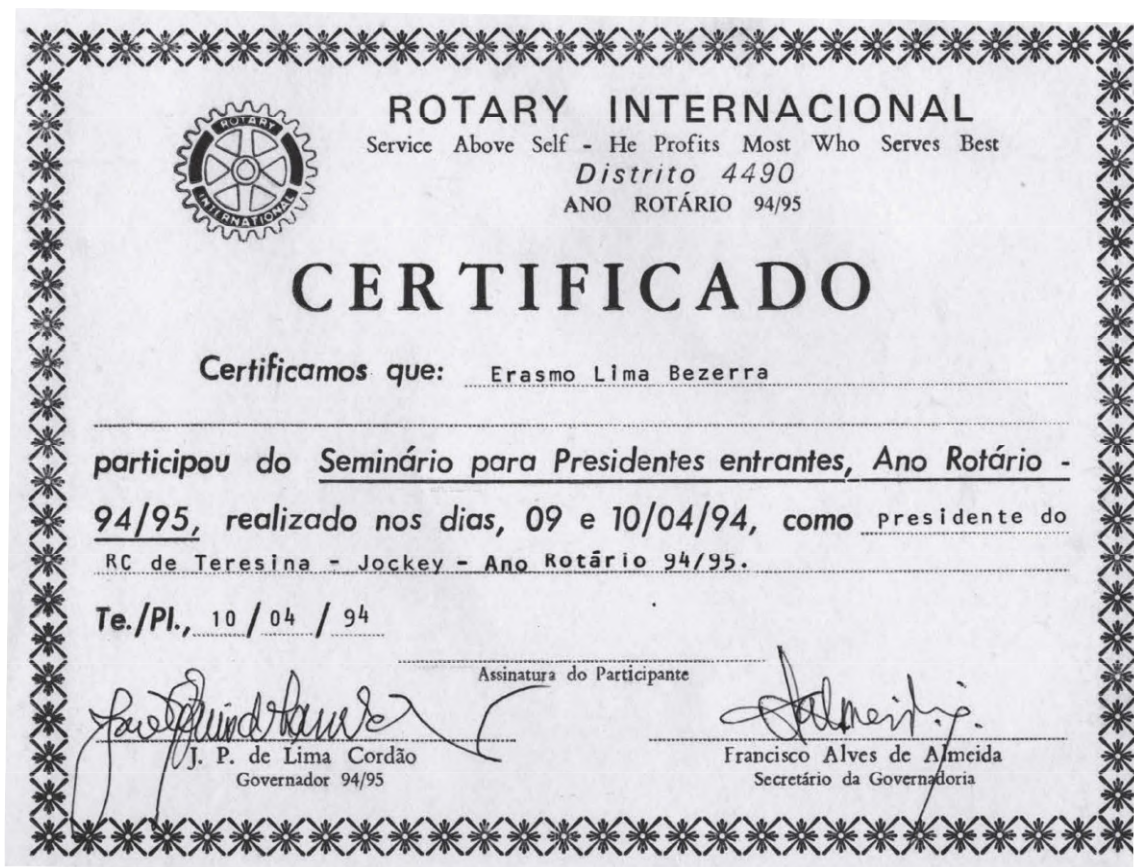 ROTARY INTERNATIONAL
ROTARY INTERNACIONAL
Service Above Self - He Profits Most Who Serves Best
Distrito 4490
ANO ROTÁRIO 94/95
CERTIFICADO
Certificamos que: Erasmo Lima Bezerra
participou do Seminário para Presidentes entrantes, Ano Rotário -
94/95, realizado nos dias, 09 e 10/04/94, como presidente do
RC de Teresina - Jockey - Ano Rotário 94/95.
Te./PI., 10 / 04 / 94
Assinatura do Participante
J. P. de Lima Cordão
Governador 94/95
Francisco Alves de Almeida
Secretário da Governadoria